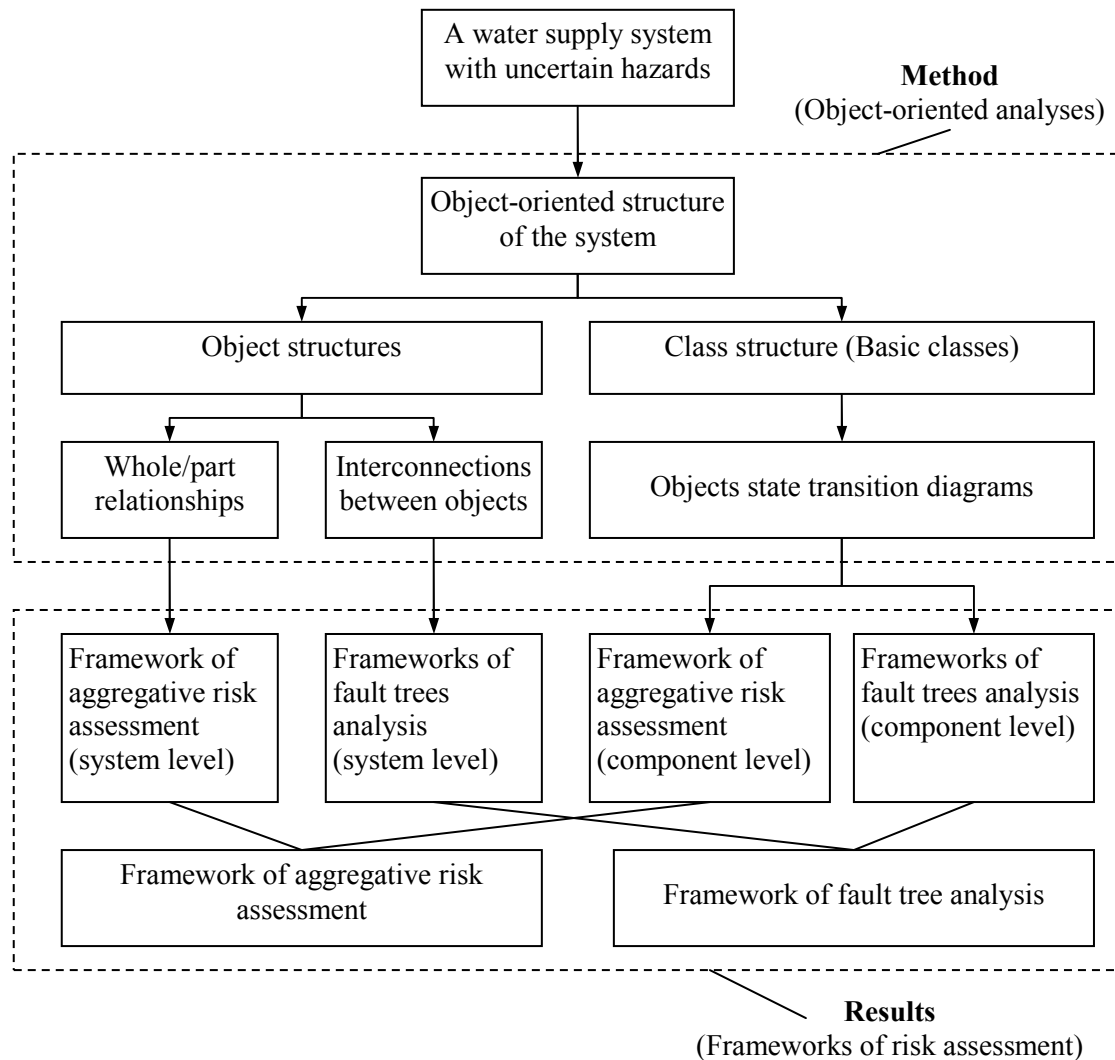 A water supply system
with uncertain hazards
Method
(Object-oriented analyses)
Object-oriented structure
of the system
Object structures
Class structure (Basic classes)
Whole/part
relationships
Interconnections
between objects
Objects state transition diagrams
Framework of
aggregative risk
assessment
(system level)
Frameworks of
fault trees
analysis
(system level)
Framework of
aggregative risk
assessment
(component level)
Frameworks of
fault trees analysis
(component level)
Framework of aggregative risk
assessment
Framework of fault tree analysis
Results
(Frameworks of risk assessment)